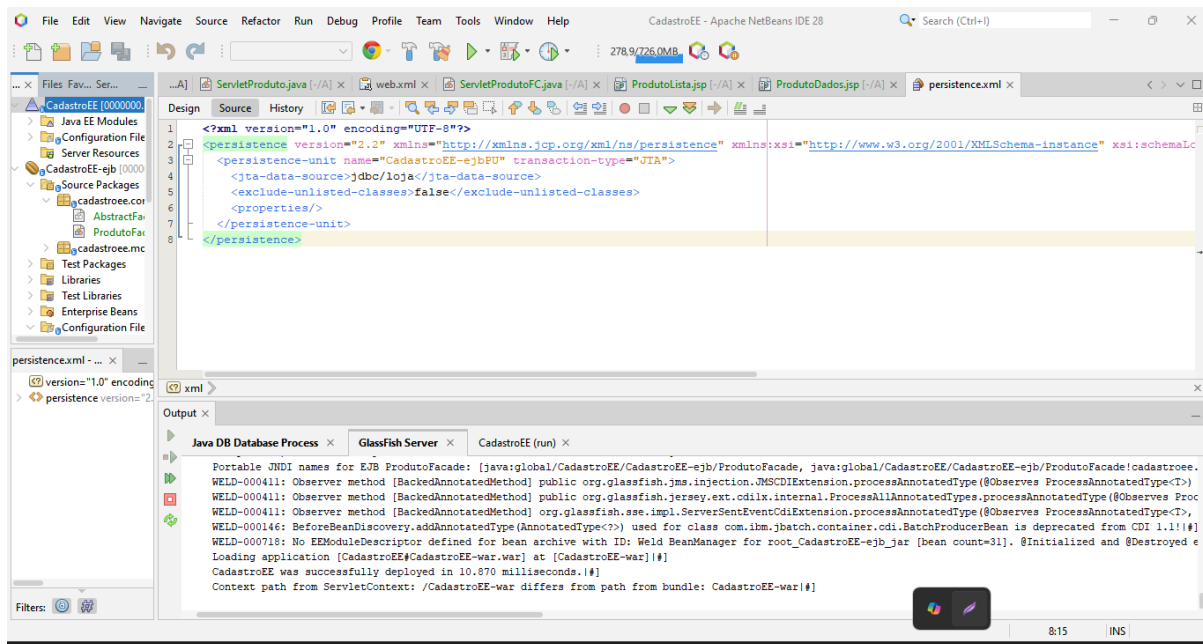 File Edit View Navigate Source Refactor Run Debug Profile Team Tools Window Help CadastroEE - Apache NetBeans IDE 28 Search (Ctrl+I)
278,9/726,0MB
... Files Fav... Ser...
...A] ServletProduto.java [-/A] web.xml ServletProdutoFC.java [-/A] ProdutoLista.jsp [-/A] ProdutoDados.jsp [-/A] persistence.xml
Design Source History
CadastroEE [0000000.
Java EE Modules
Configuration File
Server Resources
CadastroEE-ejb [0000
Source Packages
cadastroee.cor
AbstractFa
ProdutoFac
cadastroee.mc
Test Packages
Libraries
Test Libraries
Enterprise Beans
Configuration File
1 <?xml version="1.0" encoding="UTF-8"?>
2 <persistence version="2.2" xmlns="http://xmlns.jcp.org/xml/ns/persistence" xmlns:xsi="http://www.w3.org/2001/XMLSchema-instance" xsi:schemaLo
3 <persistence-unit name="CadastroEE-ejbPU" transaction-type="JTA">
4 <jta-data-source>jdbc/loja</jta-data-source>
5 <exclude-unlisted-classes>false</exclude-unlisted-classes>
6 <properties/>
7 </persistence-unit>
8 </persistence>
persistence.xml - ...
version="1.0" encoding
persistence version="2.
xml
Output
Java DB Database Process GlassFish Server CadastroEE (run)
Portable JNDI names for EJB ProdutoFacade: [java:global/CadastroEE/CadastroEE-ejb/ProdutoFacade, java:global/CadastroEE/CadastroEE-ejb/ProdutoFacade!cadastroee.
WELD-000411: Observer method [BackedAnnotatedMethod] public org.glassfish.jms.injection.JMSCDIExtension.processAnnotatedType(@Observes ProcessAnnotatedType<T>)
WELD-000411: Observer method [BackedAnnotatedMethod] public org.glassfish.jersey.ext.cdi1x.internal.ProcessAllAnnotatedTypes.processAnnotatedType(@Observes Proc
WELD-000411: Observer method [BackedAnnotatedMethod] org.glassfish.sse.impl.ServerSentEventCdiExtension.processAnnotatedType(@Observes ProcessAnnotatedType<T>,
WELD-000146: BeforeBeanDiscovery.addAnnotatedType(AnnotatedType<?>) used for class com.ibm.jbatch.container.cdi.BatchProducerBean is deprecated from CDI 1.1!|#]
WELD-000718: No EEModuleDescriptor defined for bean archive with ID: Weld BeanManager for root_CadastroEE-ejb_jar [bean count=31]. @Initialized and @Destroyed e
Loading application [CadastroEE#CadastroEE-war.war] at [CadastroEE-war]|#]
CadastroEE was successfully deployed in 10.870 milliseconds.|#]
Context path from ServletContext: /CadastroEE-war differs from path from bundle: CadastroEE-war|#]
Filters:
8:15 INS